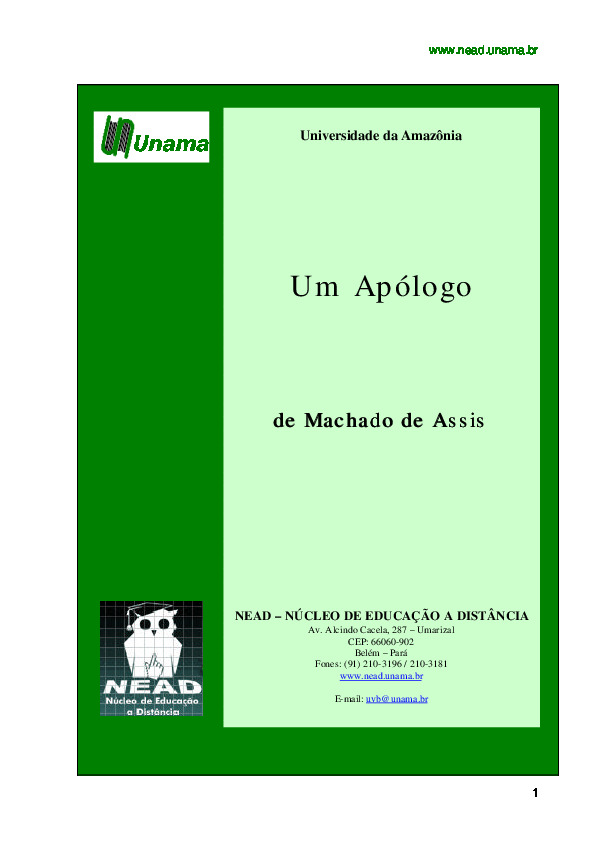 www.nead.unama.br
Unama
Universidade da Amazônia
Um Apólogo
de Machado de Assis
NEAD – NÚCLEO DE EDUCAÇÃO A DISTÂNCIA
Av. Alcindo Cacela, 287 – Umarizal
CEP: 66060-902
Belém – Pará
Fones: (91) 210-3196 / 210-3181
www.nead.unama.br
E-mail: uvb@unama.br
NEAD
Núcleo de Educação
a Distância
1